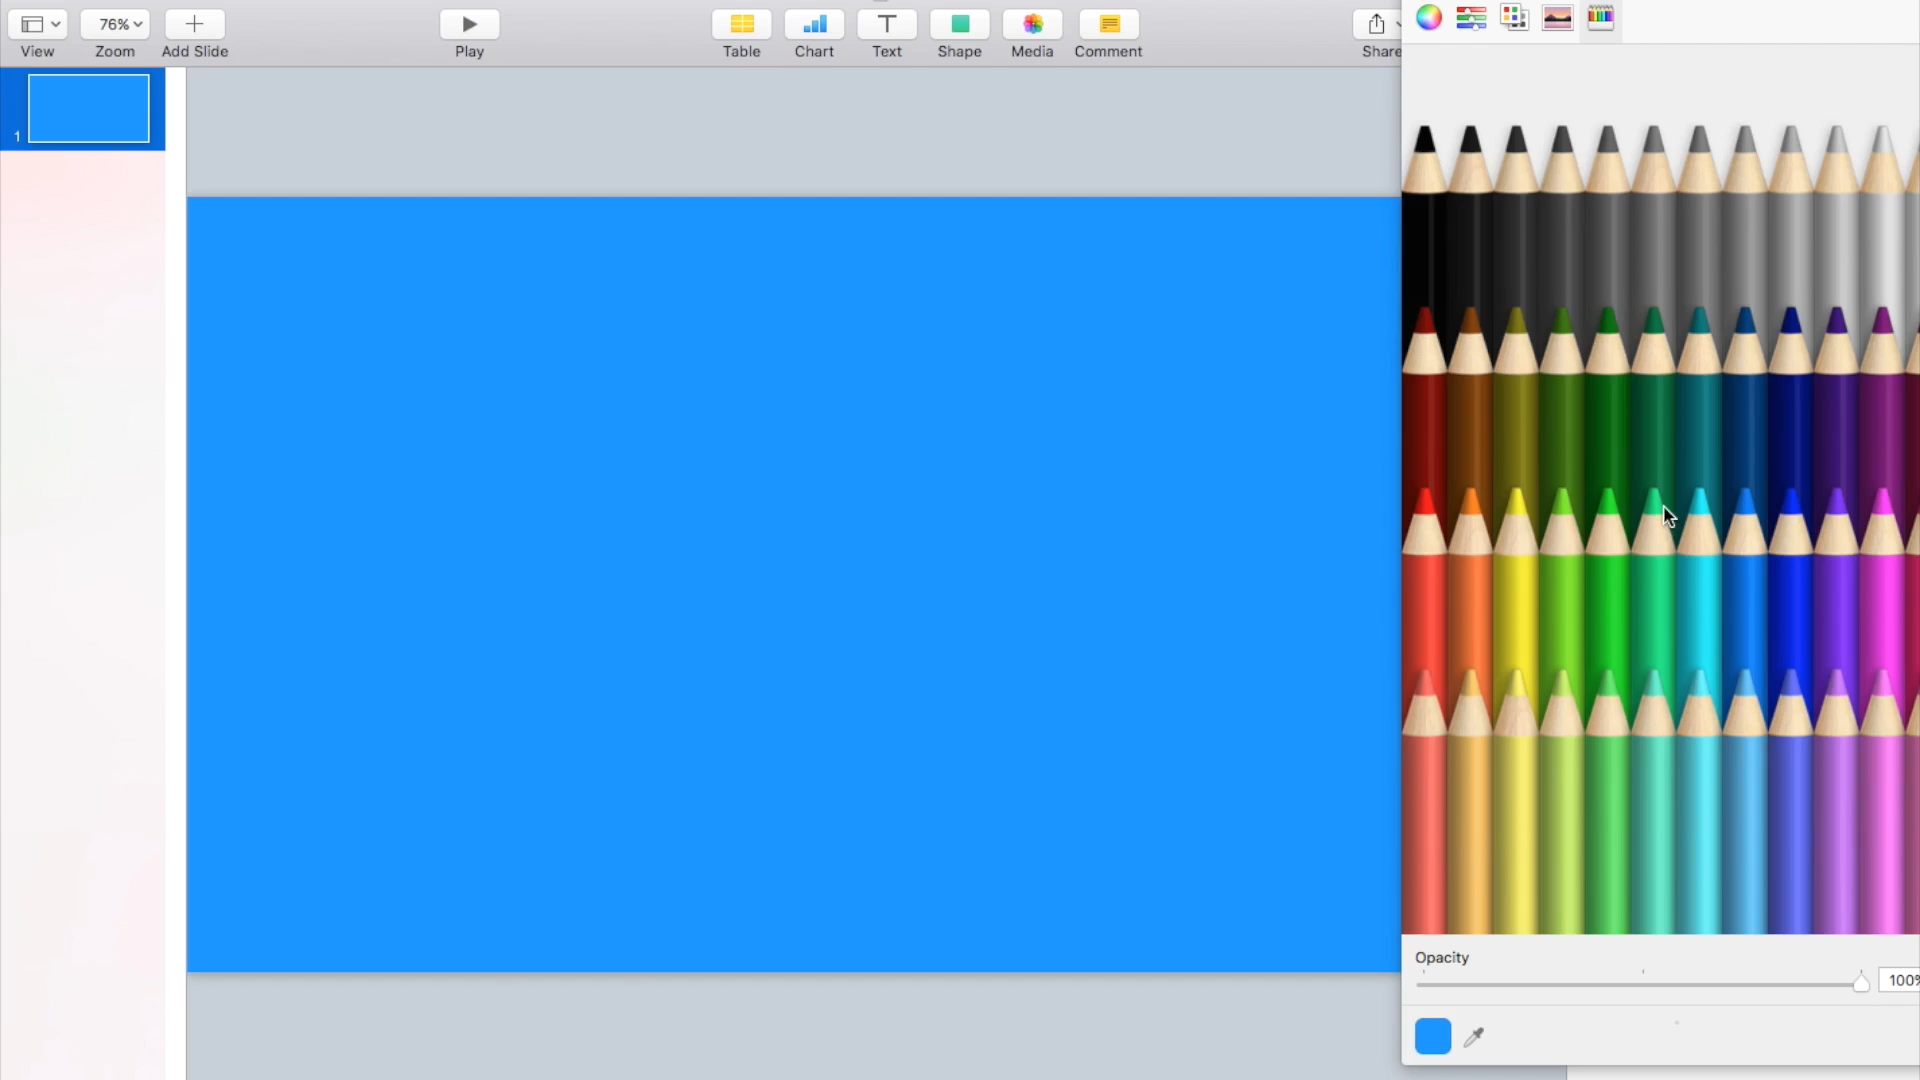 View
76%
Zoom
Add Slide
Play
Table
Chart
Text
Shape
Media
Comment
Share
1
Opacity
100%